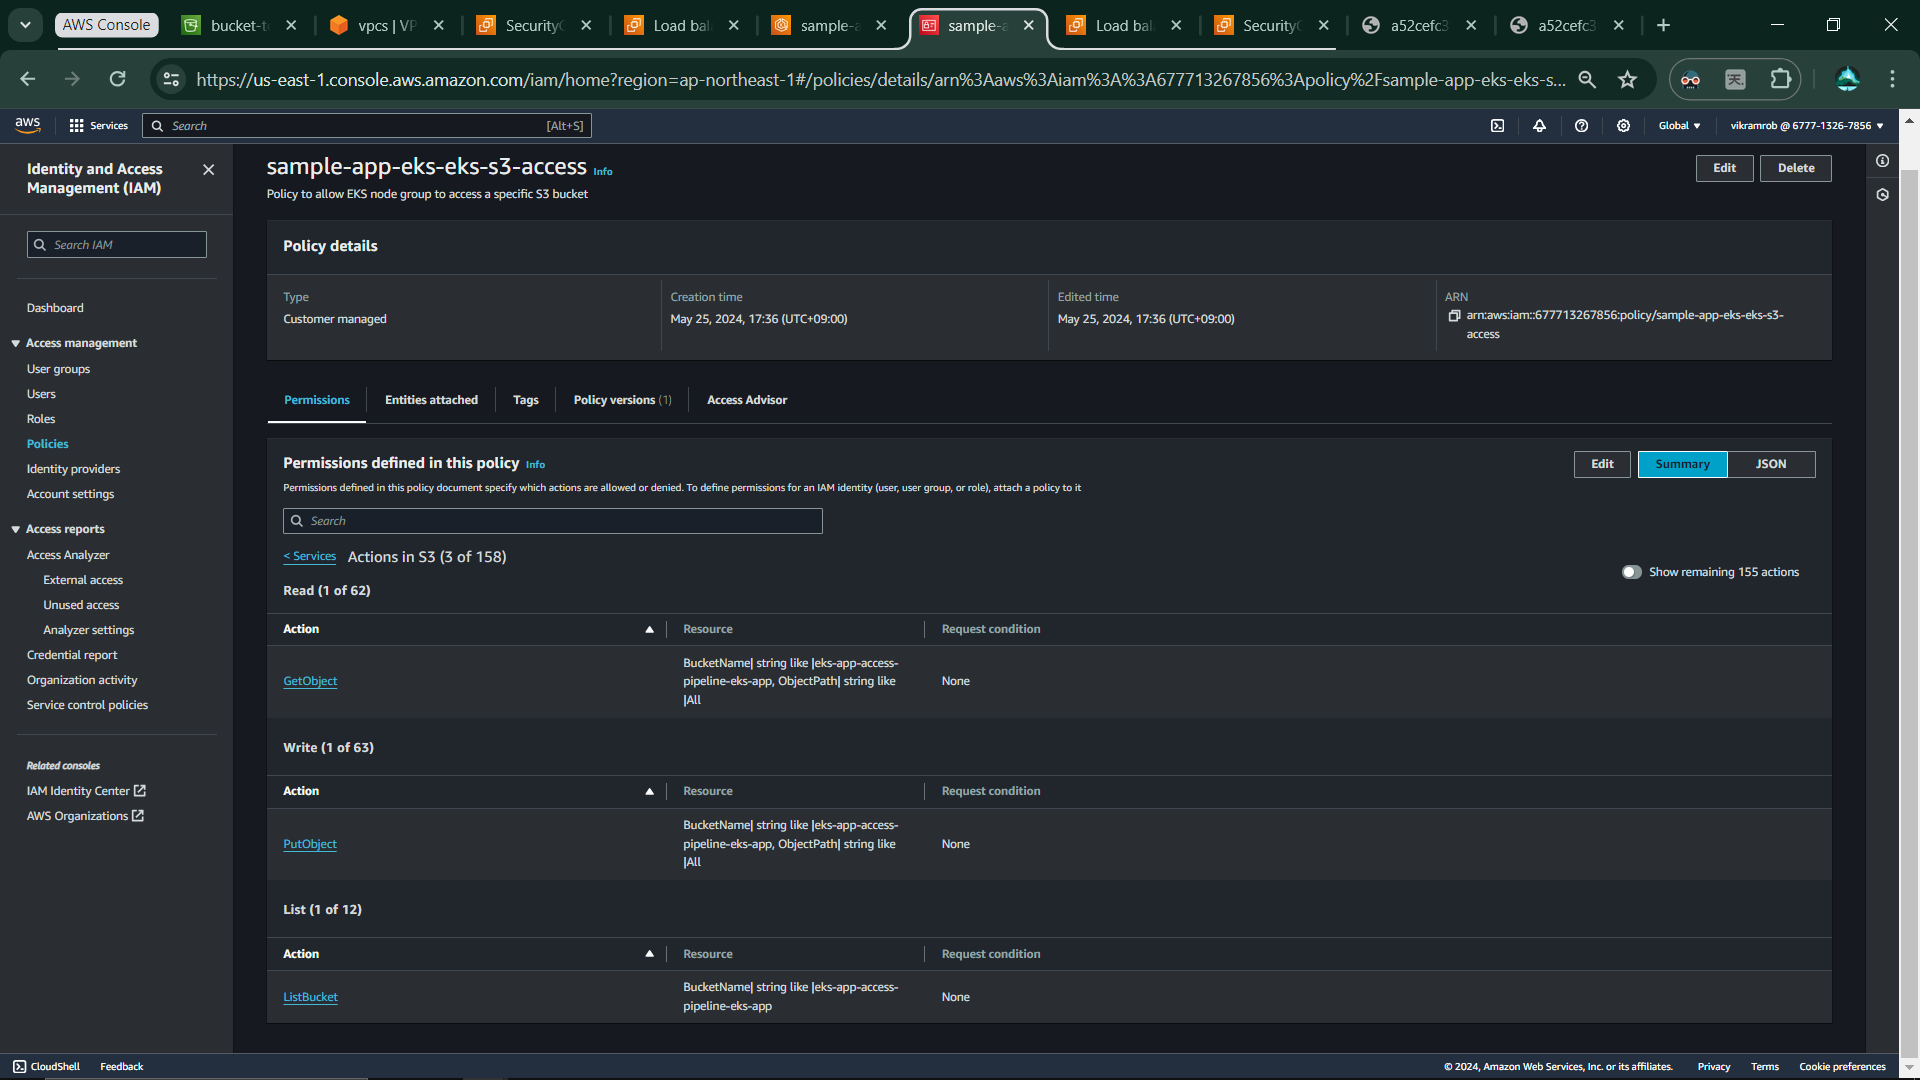 AWS Console
bucket-t
vpcs | VP
Security
Load bal
sample-a
sample-a
Load bal
Security
a52cefc3
a52cefc3
https://us-east-1.console.aws.amazon.com/iam/home?region=ap-northeast-1#/policies/details/arn%3Aaws%3Aiam%3A%3A677713267856%3Apolicy%2Fsample-app-eks-eks-s...
aws
Services
Search
[Alt+S]
Global
vikramrob @ 6777-1326-7856
Identity and Access
Management (IAM)
Search IAM
Dashboard
Access management
User groups
Users
Roles
Policies
Identity providers
Account settings
Access reports
Access Analyzer
External access
Unused access
Analyzer settings
Credential report
Organization activity
Service control policies
Related consoles
IAM Identity Center
AWS Organizations
sample-app-eks-eks-s3-access Info
Edit
Delete
Policy to allow EKS node group to access a specific S3 bucket
Policy details
Type
Customer managed
Creation time
May 25, 2024, 17:36 (UTC+09:00)
Edited time
May 25, 2024, 17:36 (UTC+09:00)
ARN
arn:aws:iam::677713267856:policy/sample-app-eks-eks-s3-
access
Permissions
Entities attached
Tags
Policy versions (1)
Access Advisor
Permissions defined in this policy Info
Edit
Summary
JSON
Permissions defined in this policy document specify which actions are allowed or denied. To define permissions for an IAM identity (user, user group, or role), attach a policy to it
Search
< Services Actions in S3 (3 of 158)
Show remaining 155 actions
Read (1 of 62)
Action
Resource
Request condition
GetObject
BucketName| string like |eks-app-access-
pipeline-eks-app, ObjectPath| string like
|All
None
Write (1 of 63)
Action
Resource
Request condition
PutObject
BucketName| string like |eks-app-access-
pipeline-eks-app, ObjectPath| string like
|All
None
List (1 of 12)
Action
Resource
Request condition
ListBucket
BucketName| string like |eks-app-access-
pipeline-eks-app
None
CloudShell
Feedback
© 2024, Amazon Web Services, Inc. or its affiliates.
Privacy
Terms
Cookie preferences